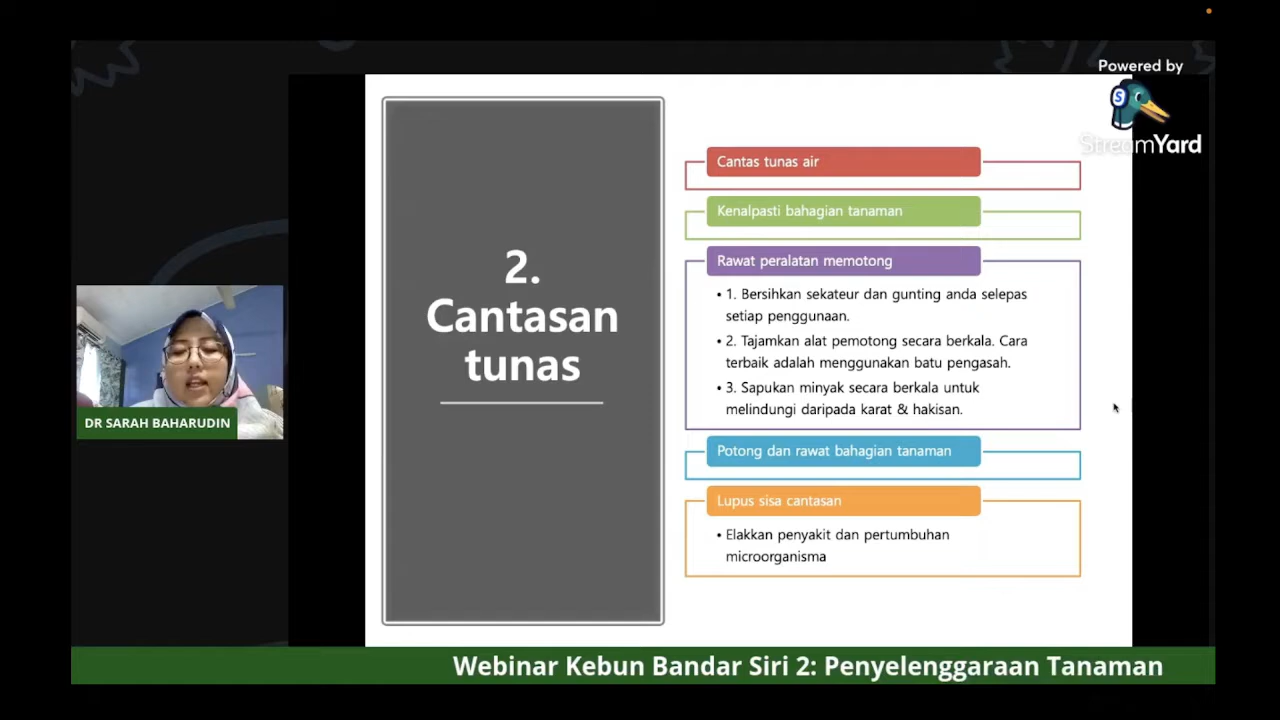 Powered by
StreamYard
2.
Cantasan
tunas
Cantas tunas air
Kenalpasti bahagian tanaman
Rawat peralatan memotong
• 1. Bersihkan sekateur dan gunting anda selepas
setiap penggunaan.
• 2. Tajamkan alat pemotong secara berkala. Cara
terbaik adalah menggunakan batu pengasah.
• 3. Sapukan minyak secara berkala untuk
melindungi daripada karat & hakisan.
Potong dan rawat bahagian tanaman
Lupus sisa cantasan
• Elakkan penyakit dan pertumbuhan
microorganisma
DR SARAH BAHARUDIN
Webinar Kebun Bandar Siri 2: Penyelenggaraan Tanaman